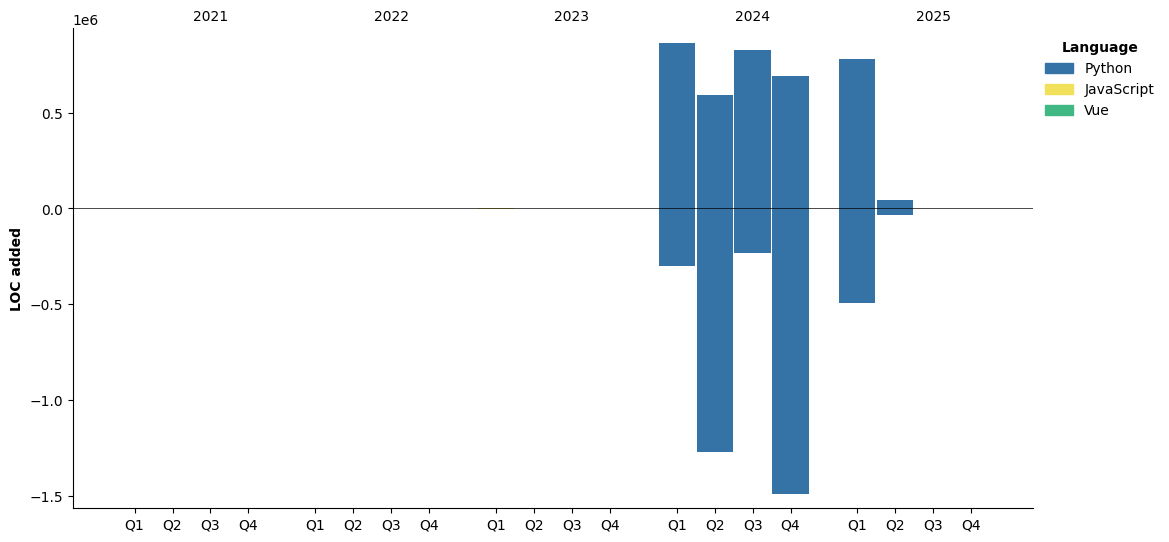 2021 2022 2023 2024 2025
1e6
Language
Python
JavaScript
Vue
0.5
0.0
LOC added
−0.5
−1.0
−1.5
Q1 Q2 Q3 Q4 Q1 Q2 Q3 Q4 Q1 Q2 Q3 Q4 Q1 Q2 Q3 Q4 Q1 Q2 Q3 Q4